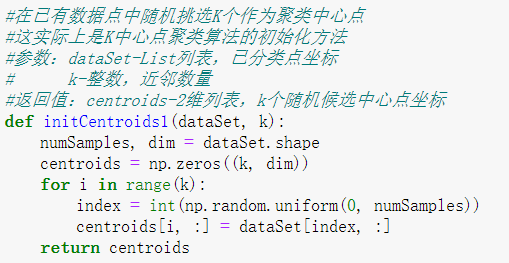 #在已有数据点中随机挑选K个作为聚类中心点
#这实际上是K中心点聚类算法的初始化方法
#参数：dataSet-List列表，已分类点坐标
#     k-整数，近邻数量
#返回值：centroids-2维列表，k个随机候选中心点坐标
def initCentroids1(dataSet, k):
    numSamples, dim = dataSet.shape
    centroids = np.zeros((k, dim))
    for i in range(k):
        index = int(np.random.uniform(0, numSamples))
        centroids[i, :] = dataSet[index, :]
    return centroids